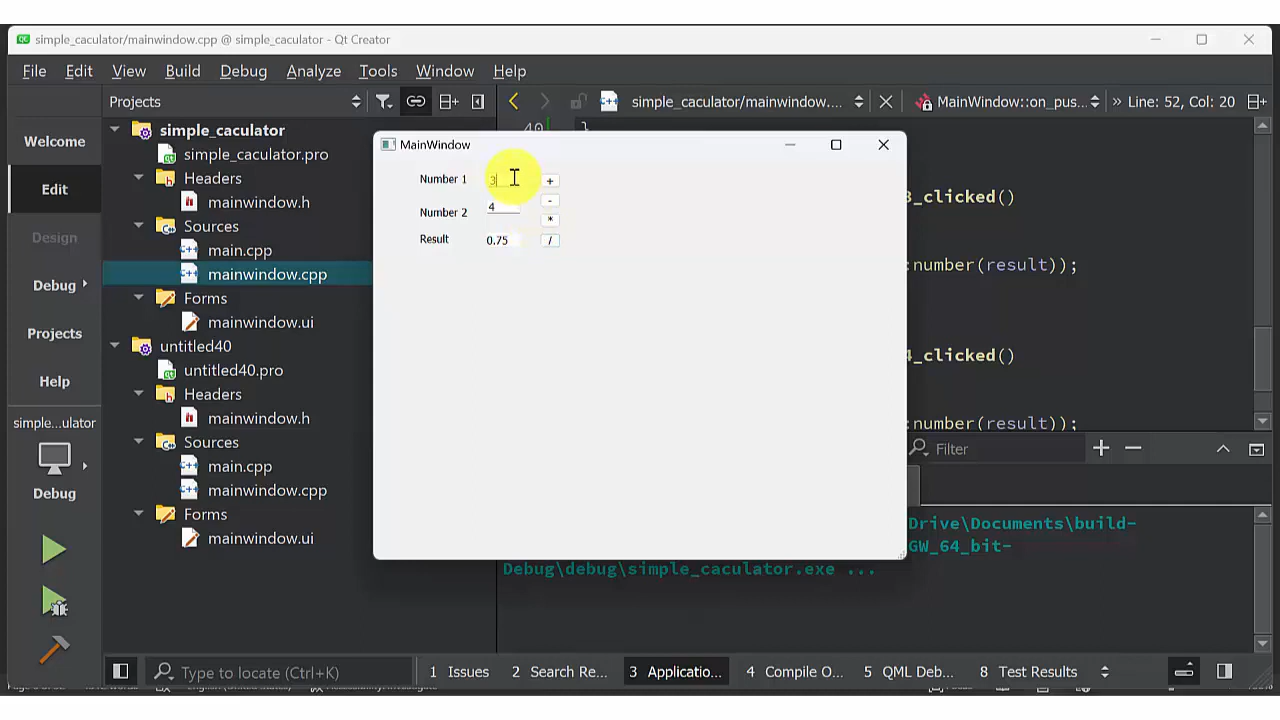 simple_caculator/mainwindow.cpp @ simple_caculator - Qt Creator
File Edit View Build Debug Analyze Tools Window Help
Projects
simple_caculator/mainwindow....
MainWindow::on_pus...
» Line: 52, Col: 20
Welcome
Edit
Design
Debug
Projects
Help
simple...ulator
Debug
simple_caculator
simple_caculator.pro
Headers
mainwindow.h
Sources
main.cpp
mainwindow.cpp
Forms
mainwindow.ui
untitled40
untitled40.pro
Headers
mainwindow.h
Sources
main.cpp
mainwindow.cpp
Forms
mainwindow.ui
40 }
3_clicked()
:number(result));
4_clicked()
:number(result));
MainWindow
Number 1 3 +
-
Number 2 4
*
Result 0.75 /
Filter
Drive\Documents\build-
GW_64_bit-
Debug\debug\simple_caculator.exe ...
Type to locate (Ctrl+K)
1 Issues 2 Search Re... 3 Applicatio... 4 Compile O... 5 QML Deb... 8 Test Results